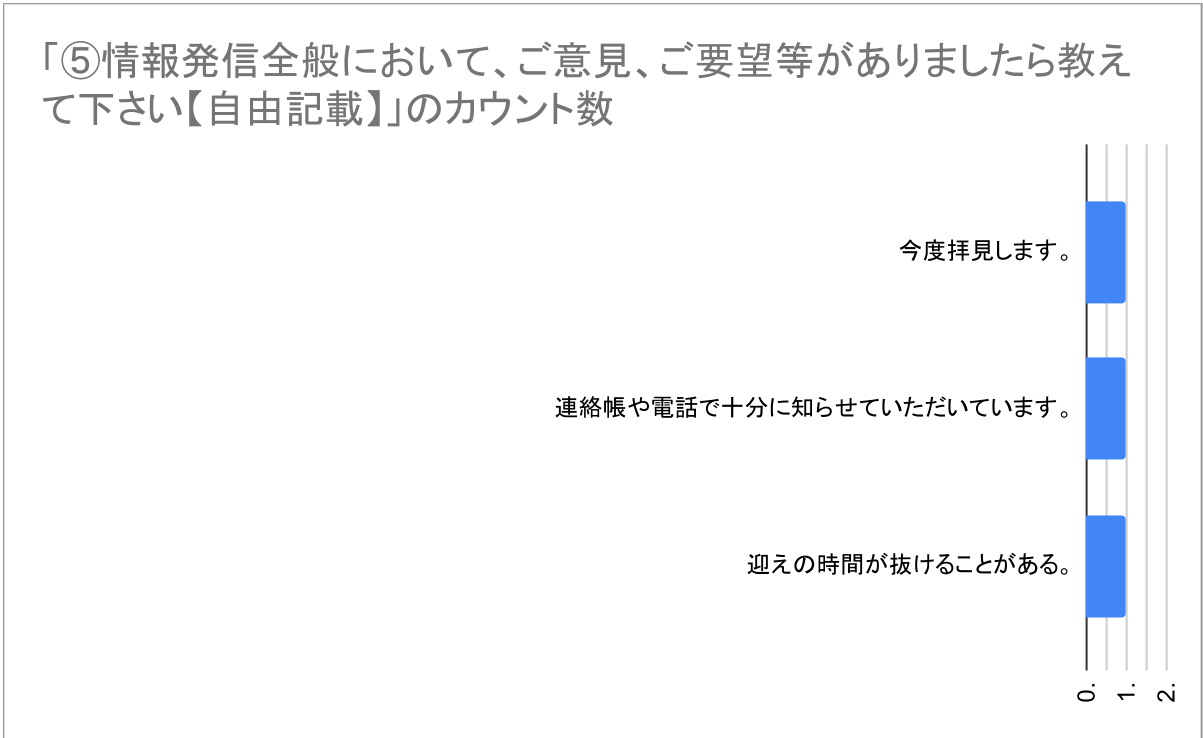 「⑤情報発信全般において、ご意見、ご要望等がありましたら教え
て下さい【自由記載】」のカウント数
今度拝見します。
連絡帳や電話で十分に知らせていただいています。
迎えの時間が抜けることがある。
0.
1.
2.